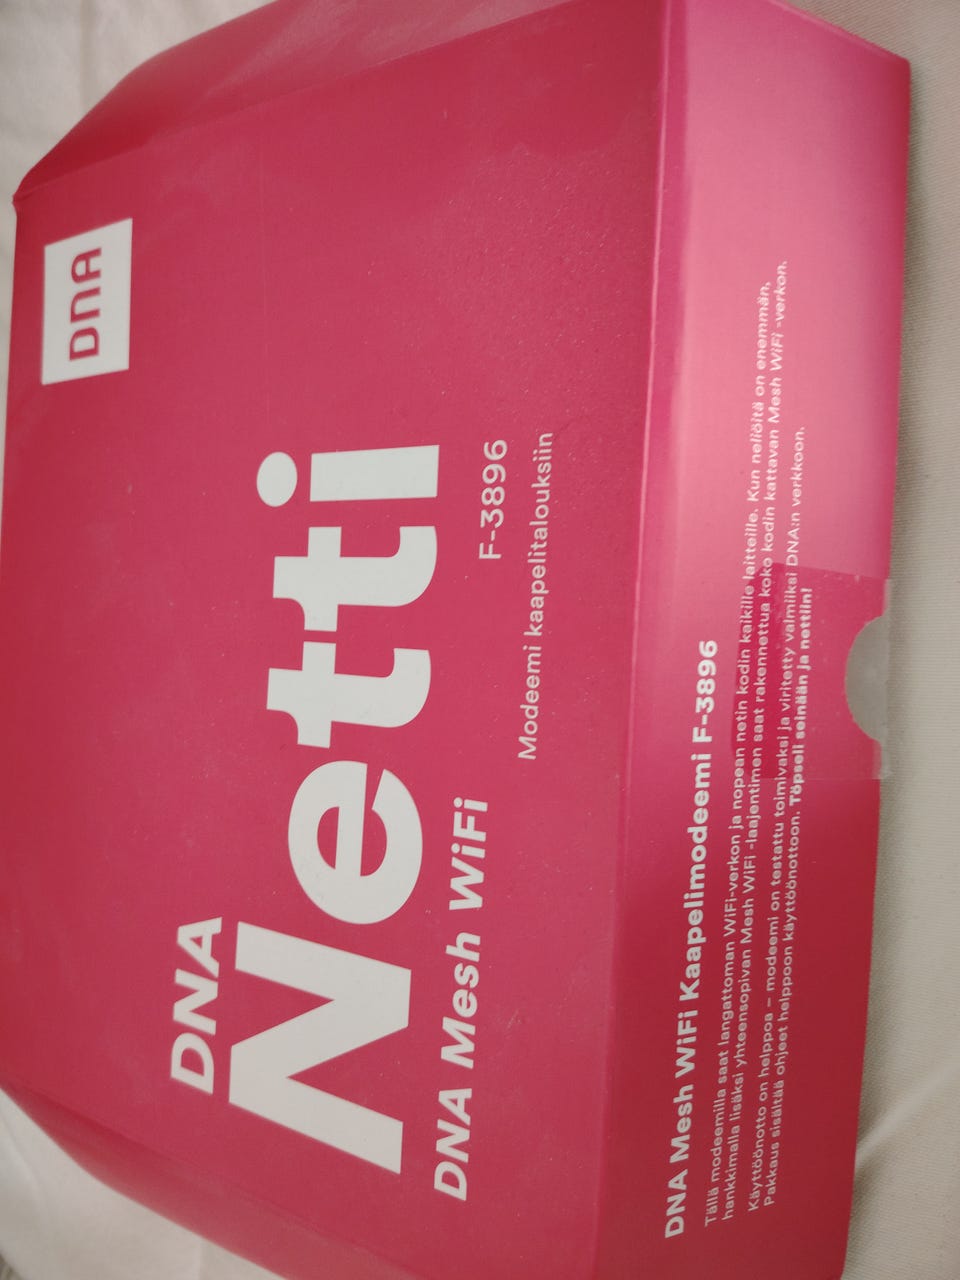 DNA
DNA
Netti
DNA Mesh WiFi F-3896
Modeemi kaapelitalouksiin
DNA Mesh WiFi Kaapelimodeemi F-3896
Tällä modeemilla saat langattoman WiFi-verkon ja nopean netin kodin kaikille laitteille. Kun neliöitä on enemmän,
hankkimalla lisäksi yhteensopivan Mesh WiFi -laajentimen saat rakennettua koko kodin kattavan Mesh WiFi -verkon.
Käyttöönotto on helppoa – modeemi on testattu toimivaksi ja viritetty valmiiksi DNA:n verkkoon.
Pakkaus sisältää ohjeet helppoon käyttöönottoon. Töpseli seinään ja nettiin!